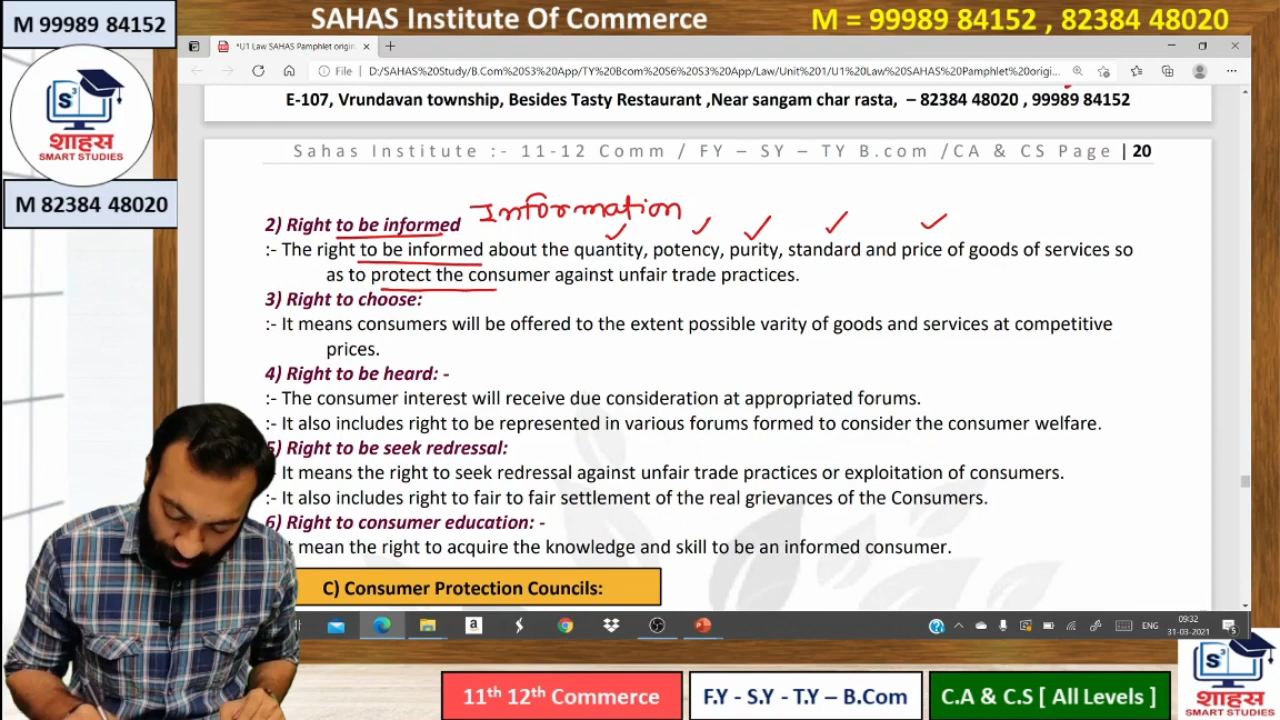 M 99989 84152
SAHAS Institute Of Commerce
M = 99989 84152 , 82384 48020
*U1 Law SAHAS Pamphlet origin
File
D:/SAHAS%20Study/B.Com%20S3%20App/TY%20Bcom%20S6%20S3%20App/Law/Unit%201/U1%20Law%20SAHAS%20Pamphlet%20origi...
S³
शाहस
SMART STUDIES
M 82384 48020
E-107, Vrundavan township, Besides Tasty Restaurant ,Near sangam char rasta, – 82384 48020 , 99989 84152
Sahas Institute :- 11-12 Comm / FY – SY – TY B.com /CA & CS Page | 20
2) Right to be informed Information
:- The right to be informed about the quantity, potency, purity, standard and price of goods of services so
as to protect the consumer against unfair trade practices.
3) Right to choose:
:- It means consumers will be offered to the extent possible varity of goods and services at competitive
prices.
4) Right to be heard: -
:- The consumer interest will receive due consideration at appropriated forums.
:- It also includes right to be represented in various forums formed to consider the consumer welfare.
5) Right to be seek redressal:
- It means the right to seek redressal against unfair trade practices or exploitation of consumers.
:- It also includes right to fair to fair settlement of the real grievances of the Consumers.
6) Right to consumer education: -
t mean the right to acquire the knowledge and skill to be an informed consumer.
C) Consumer Protection Councils:
ENG
09:32
31-03-2021
11th 12th Commerce
F.Y - S.Y - T.Y – B.Com
C.A & C.S [ All Levels ]
S³
शाहस
SMART STUDIES